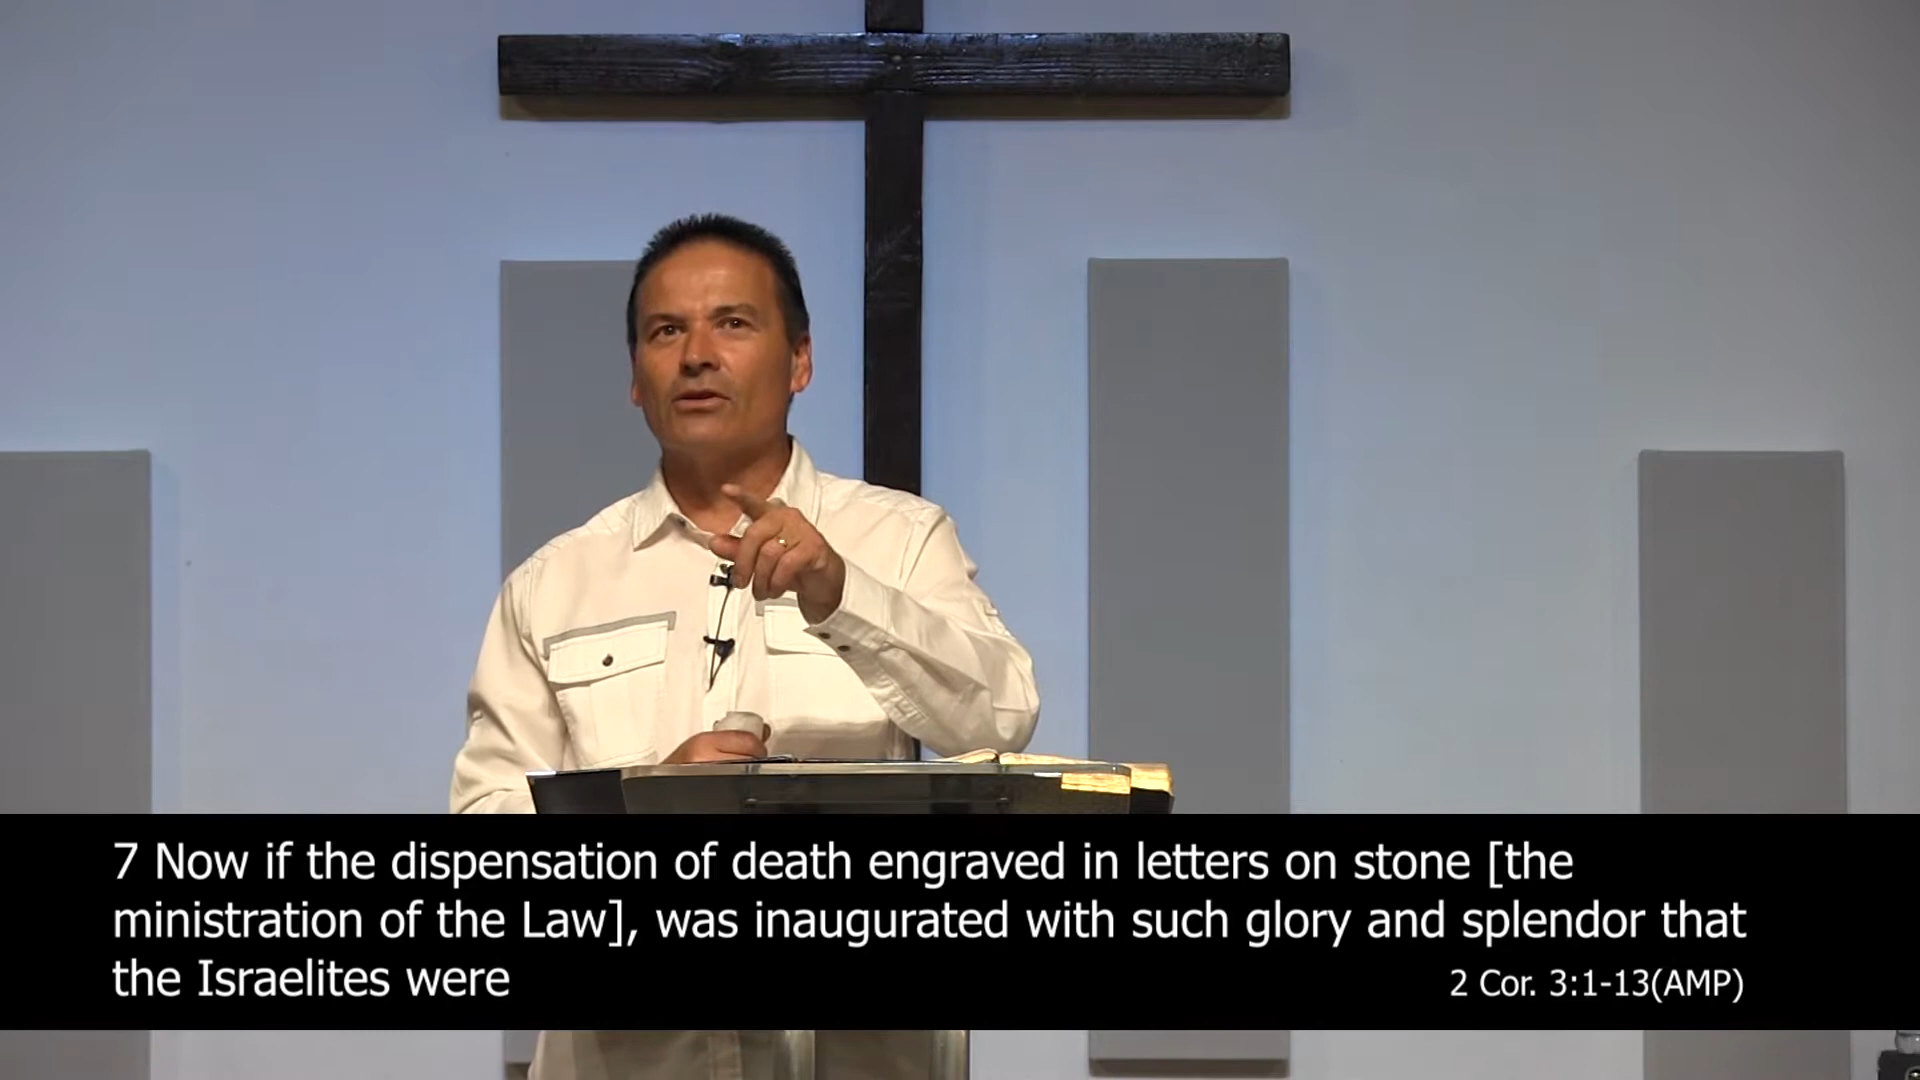 7 Now if the dispensation of death engraved in letters on stone [the
ministration of the Law], was inaugurated with such glory and splendor that
the Israelites were
2 Cor. 3:1-13(AMP)